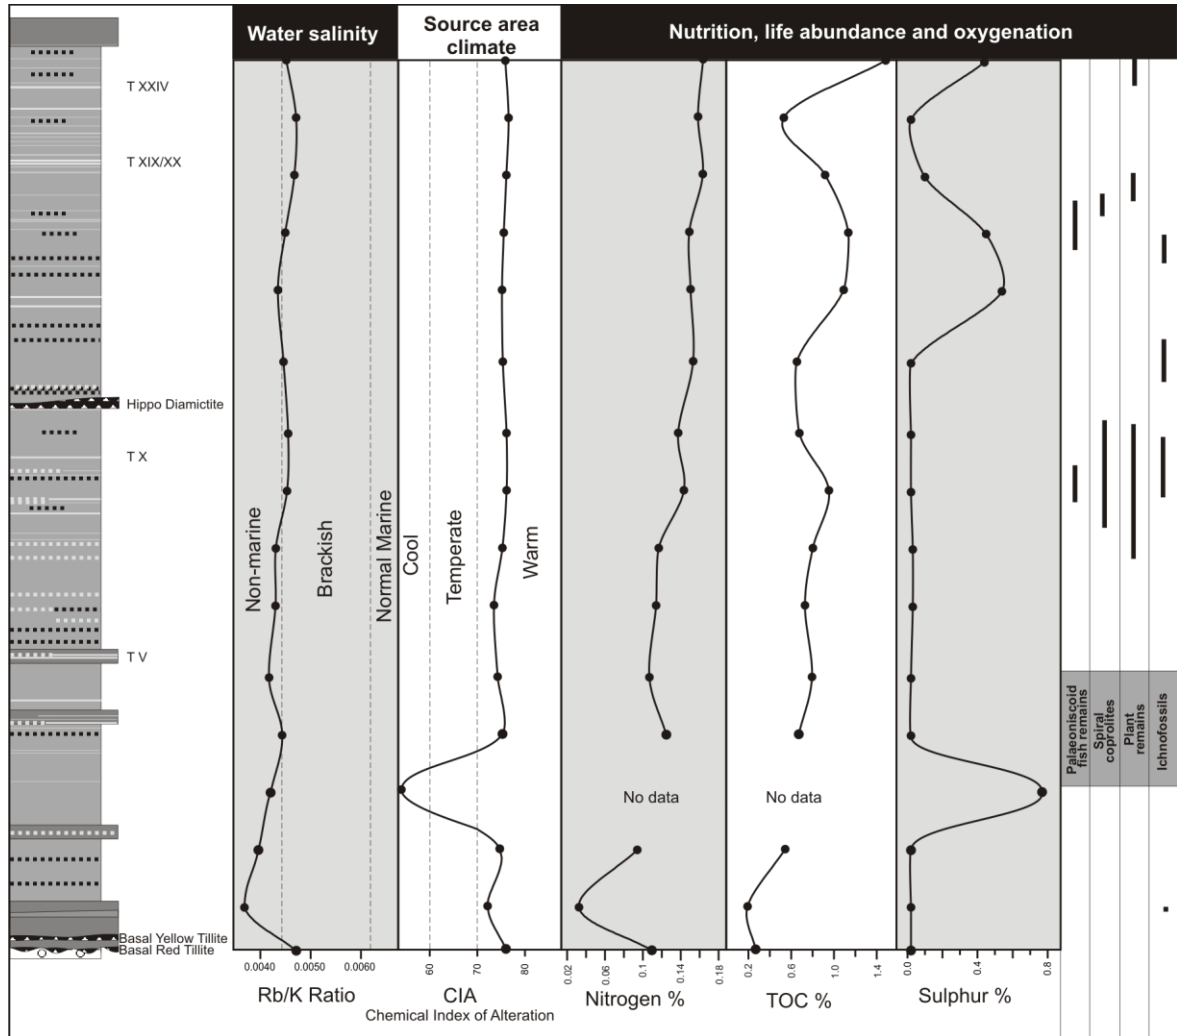 Water salinity
Source area
climate
Nutrition, life abundance and oxygenation
T XXIV
T XIX/XX
Hippo Diamictite
T X
T V
Basal Yellow Tillite
Basal Red Tillite
Non-marine
Brackish
Normal Marine
Cool
Temperate
Warm
No data
No data
Palaeoniscoid
fish remains
Spiral
coprolites
Plant
remains
Ichnofossils
0.0040 0.0050 0.0060
60 70 80
0.02 0.06 0.1 0.14 0.18
0.2 0.6 1.0 1.4
0.0 0.4 0.8
Rb/K Ratio
CIA
Chemical Index of Alteration
Nitrogen %
TOC %
Sulphur %